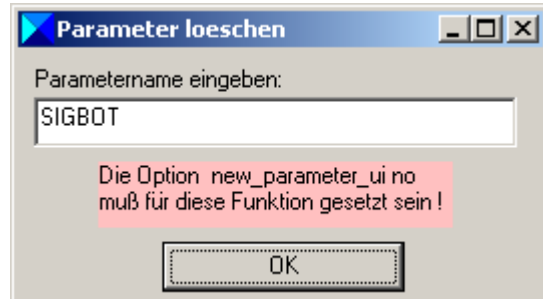 Parameter loeschen
Parametername eingeben:
SIGBOT
Die Option new_parameter_ui no
muß für diese Funktion gesetzt sein !
OK